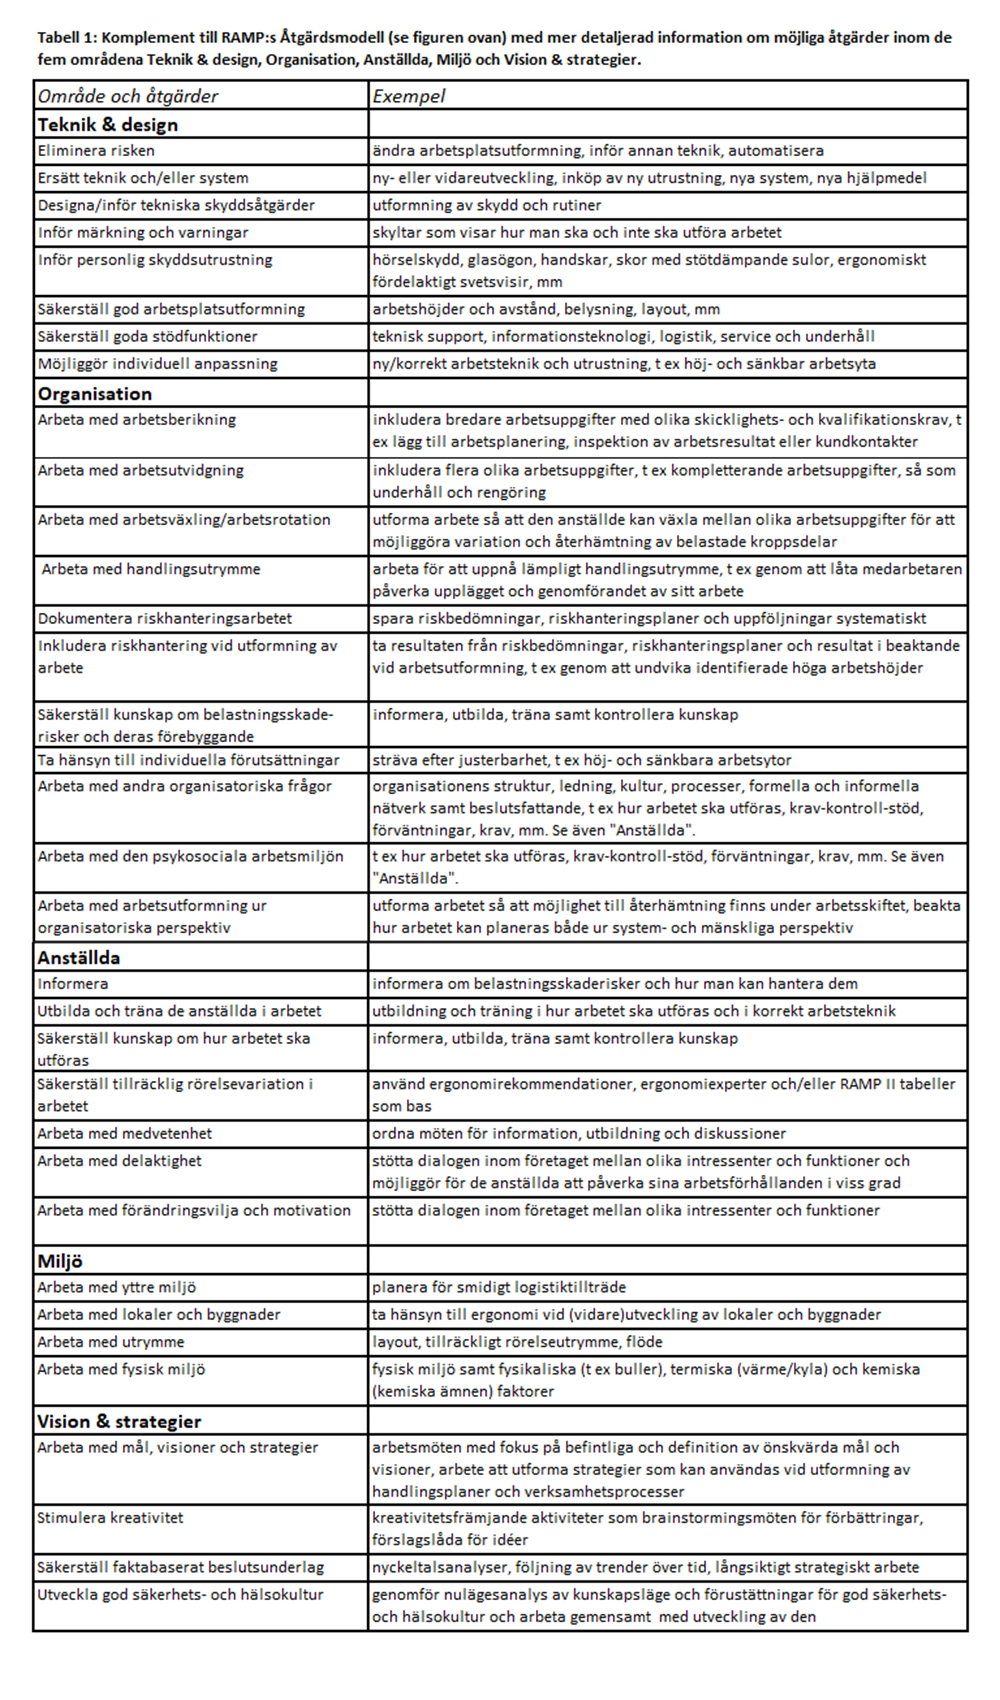 Tabell 1: Komplement till RAMP:s Åtgärdsmodell (se figuren ovan) med mer detaljerad information om möjliga åtgärder inom de
fem områdena Teknik & design, Organisation, Anställda, Miljö och Vision & strategier.
Område och åtgärder Exempel
Teknik & design
Eliminera risken ändra arbetsplatsutformning, inför annan teknik, automatisera
Ersätt teknik och/eller system ny- eller vidareutveckling, inköp av ny utrustning, nya system, nya hjälpmedel
Designa/inför tekniska skyddsåtgärder utformning av skydd och rutiner
Inför märkning och varningar skyltar som visar hur man ska och inte ska utföra arbetet
Inför personlig skyddsutrustning hörselskydd, glasögon, handskar, skor med stötdämpande sulor, ergonomiskt
fördelaktigt svetsvisir, mm
Säkerställ god arbetsplatsutformning arbetshöjder och avstånd, belysning, layout, mm
Säkerställ goda stödfunktioner teknisk support, informationsteknologi, logistik, service och underhåll
Möjliggör individuell anpassning ny/korrekt arbetsteknik och utrustning, t ex höj- och sänkbar arbetsyta
Organisation
Arbeta med arbetsberikning inkludera bredare arbetsuppgifter med olika skicklighets- och kvalifikationskrav, t
ex lägg till arbetsplanering, inspektion av arbetsresultat eller kundkontakter
Arbeta med arbetsutvidgning inkludera flera olika arbetsuppgifter, t ex kompletterande arbetsuppgifter, så som
underhåll och rengöring
Arbeta med arbetsväxling/arbetsrotation utforma arbete så att den anställde kan växla mellan olika arbetsuppgifter för att
möjliggöra variation och återhämtning av belastade kroppsdelar
Arbeta med handlingsutrymme arbeta för att uppnå lämpligt handlingsutrymme, t ex genom att låta medarbetaren
påverka upplägget och genomförandet av sitt arbete
Dokumentera riskhanteringsarbetet spara riskbedömningar, riskhanteringsplaner och uppföljningar systematiskt
Inkludera riskhantering vid utformning av ta resultaten från riskbedömningar, riskhanteringsplaner och resultat i beaktande
arbete vid arbetsutformning, t ex genom att undvika identifierade höga arbetshöjder
Säkerställ kunskap om belastningsskade- informera, utbilda, träna samt kontrollera kunskap
risker och deras förebyggande
Ta hänsyn till individuella förutsättningar sträva efter justerbarhet, t ex höj- och sänkbara arbetsytor
Arbeta med andra organisatoriska frågor organisationens struktur, ledning, kultur, processer, formella och informella
nätverk samt beslutsfattande, t ex hur arbetet ska utföras, krav-kontroll-stöd,
förväntningar, krav, mm. Se även "Anställda".
Arbeta med den psykosociala arbetsmiljön t ex hur arbetet ska utföras, krav-kontroll-stöd, förväntningar, krav, mm. Se även
"Anställda".
Arbeta med arbetsutformning ur utforma arbetet så att möjlighet till återhämtning finns under arbetsskiftet, beakta
organisatoriska perspektiv hur arbetet kan planeras både ur system- och mänskliga perspektiv
Anställda
Informera informera om belastningsskaderisker och hur man kan hantera dem
Utbilda och träna de anställda i arbetet utbildning och träning i hur arbetet ska utföras och i korrekt arbetsteknik
Säkerställ kunskap om hur arbetet ska informera, utbilda, träna samt kontrollera kunskap
utföras
Säkerställ tillräcklig rörelsevariation i använd ergonomirekommendationer, ergonomiexperter och/eller RAMP II tabeller
arbetet som bas
Arbeta med medvetenhet ordna möten för information, utbildning och diskussioner
Arbeta med delaktighet stötta dialogen inom företaget mellan olika intressenter och funktioner och
möjliggör för de anställda att påverka sina arbetsförhållanden i viss grad
Arbeta med förändringsvilja och motivation stötta dialogen inom företaget mellan olika intressenter och funktioner
Miljö
Arbeta med yttre miljö planera för smidigt logistiktillträde
Arbeta med lokaler och byggnader ta hänsyn till ergonomi vid (vidare)utveckling av lokaler och byggnader
Arbeta med utrymme layout, tillräckligt rörelseutrymme, flöde
Arbeta med fysisk miljö fysisk miljö samt fysikaliska (t ex buller), termiska (värme/kyla) och kemiska
(kemiska ämnen) faktorer
Vision & strategier
Arbeta med mål, visioner och strategier arbetsmöten med fokus på befintliga och definition av önskvärda mål och
visioner, arbete att utforma strategier som kan användas vid utformning av
handlingsplaner och verksamhetsprocesser
Stimulera kreativitet kreativitetsfrämjande aktiviteter som brainstormingsmöten för förbättringar,
förslagslåda för idéer
Säkerställ faktabaserat beslutsunderlag nyckeltalsanalyser, följning av trender över tid, långsiktigt strategiskt arbete
Utveckla god säkerhets- och hälsokultur genomför nulägesanalys av kunskapsläge och förustättningar för god säkerhets-
och hälsokultur och arbeta gemensamt med utveckling av den